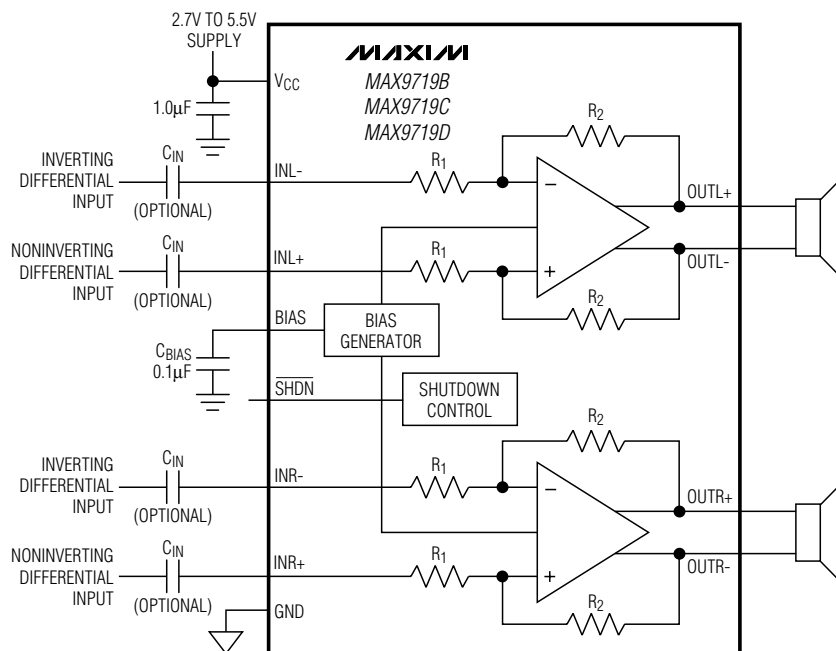 2.7V TO 5.5V
SUPPLY
MAXIM
MAX9719B
MAX9719C
MAX9719D
VCC
1.0μF
R2
CIN
INVERTING
DIFFERENTIAL
INPUT
(OPTIONAL)
INL-
R1
−
OUTL+
CIN
NONINVERTING
DIFFERENTIAL
INPUT
(OPTIONAL)
INL+
R1
+
OUTL-
R2
BIAS
BIAS
GENERATOR
CBIAS
0.1μF
SHDN
SHUTDOWN
CONTROL
R2
CIN
INVERTING
DIFFERENTIAL
INPUT
(OPTIONAL)
INR-
R1
−
OUTR+
CIN
NONINVERTING
DIFFERENTIAL
INPUT
(OPTIONAL)
INR+
R1
+
OUTR-
R2
GND